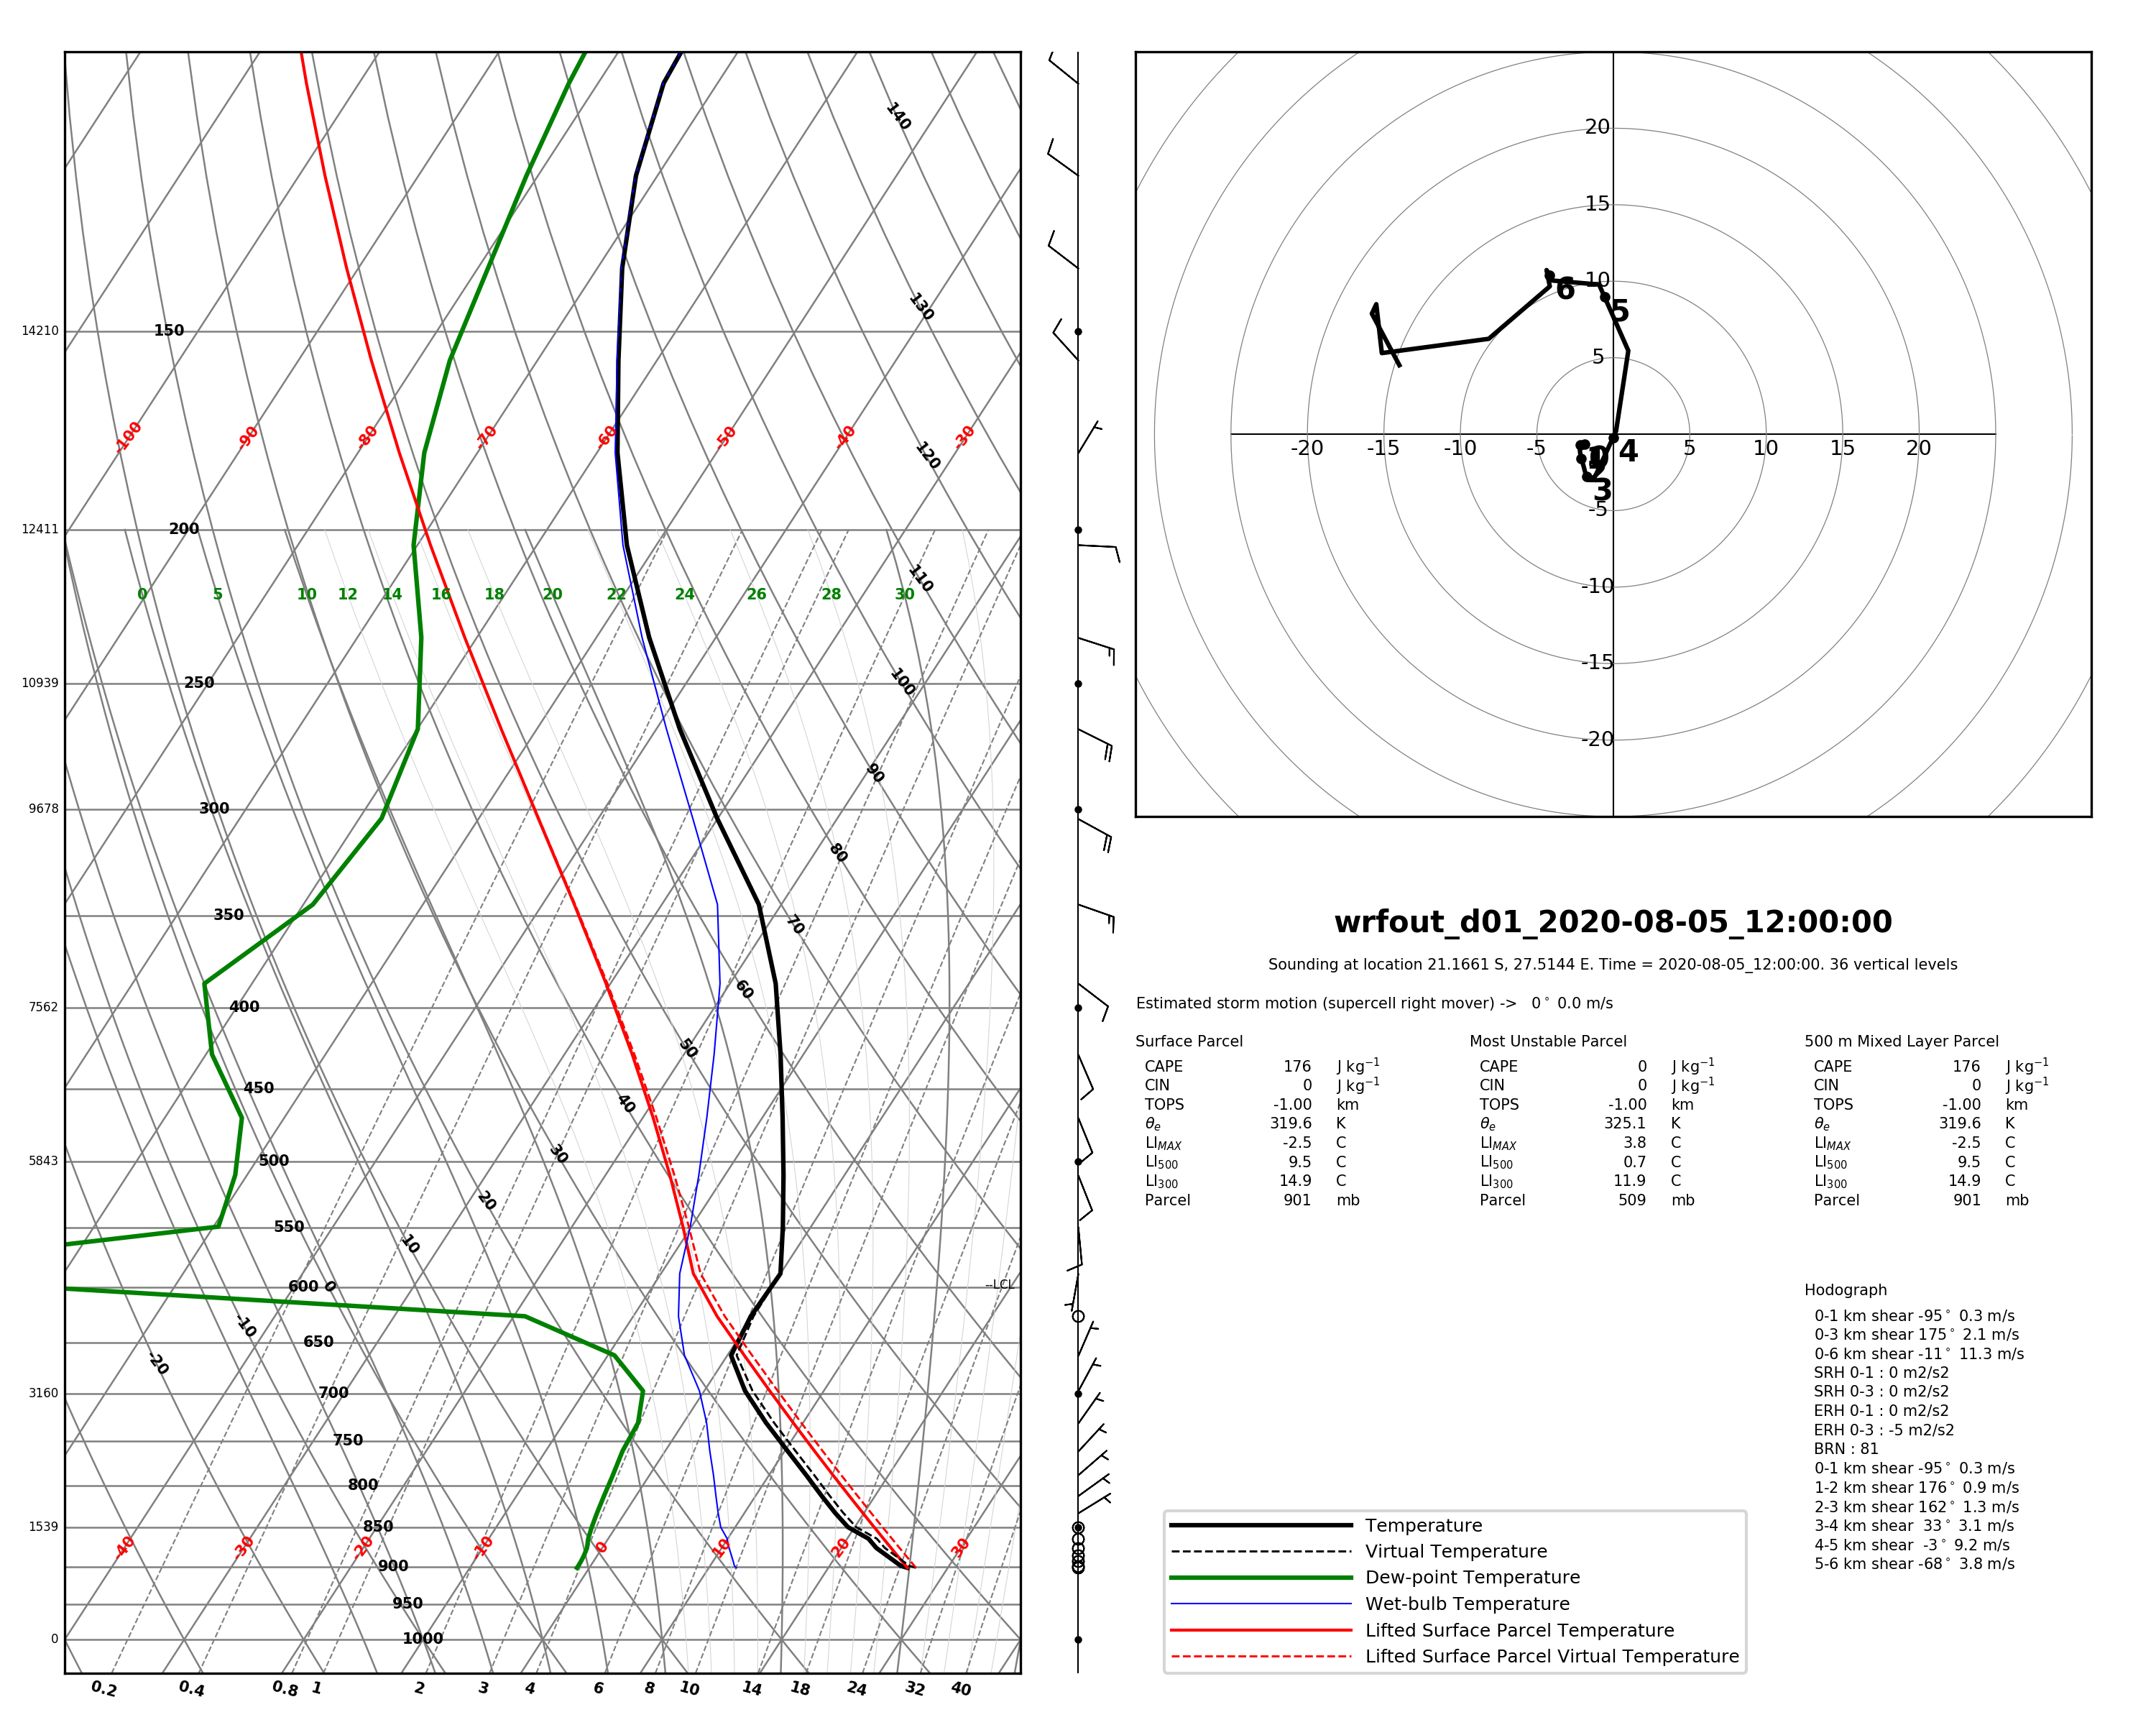 140
20
15
130
10
6
5
5
14210
150
-100
-90
-80
-70
-60
-50
-40
-30
120
-20 -15 -10 -5 5 10 15 20
0
4
3
-5
12411
200
110
-10
0 5 10 12 14 16 18 20 22 24 26 28 30
-15
100
10939
250
-20
90
9678
300
80
350
70
wrfout_d01_2020-08-05_12:00:00
Sounding at location 21.1661 S, 27.5144 E. Time = 2020-08-05_12:00:00. 36 vertical levels
Estimated storm motion (supercell right mover) -> 0° 0.0 m/s
60
7562
400
50
450
40
5843
500
30
20
550
10
600
0
--LCL
-10
650
-20
3160
700
750
800
1539
850
-40 -30 -20 -10 0 10 20 30
900
950
0
1000
0.2 0.4 0.8 1 2 3 4 6 8 10 14 18 24 32 40
Surface Parcel
CAPE 176 J kg⁻¹
CIN 0 J kg⁻¹
TOPS -1.00 km
θe 319.6 K
LIMAX -2.5 C
LI500 9.5 C
LI300 14.9 C
Parcel 901 mb
Most Unstable Parcel
CAPE 0 J kg⁻¹
CIN 0 J kg⁻¹
TOPS -1.00 km
θe 325.1 K
LIMAX 3.8 C
LI500 0.7 C
LI300 11.9 C
Parcel 509 mb
500 m Mixed Layer Parcel
CAPE 176 J kg⁻¹
CIN 0 J kg⁻¹
TOPS -1.00 km
θe 319.6 K
LIMAX -2.5 C
LI500 9.5 C
LI300 14.9 C
Parcel 901 mb
Hodograph
0-1 km shear -95° 0.3 m/s
0-3 km shear 175° 2.1 m/s
0-6 km shear -11° 11.3 m/s
SRH 0-1 : 0 m2/s2
SRH 0-3 : 0 m2/s2
ERH 0-1 : 0 m2/s2
ERH 0-3 : -5 m2/s2
BRN : 81
0-1 km shear -95° 0.3 m/s
1-2 km shear 176° 0.9 m/s
2-3 km shear 162° 1.3 m/s
3-4 km shear 33° 3.1 m/s
4-5 km shear -3° 9.2 m/s
5-6 km shear -68° 3.8 m/s
Temperature
Virtual Temperature
Dew-point Temperature
Wet-bulb Temperature
Lifted Surface Parcel Temperature
Lifted Surface Parcel Virtual Temperature